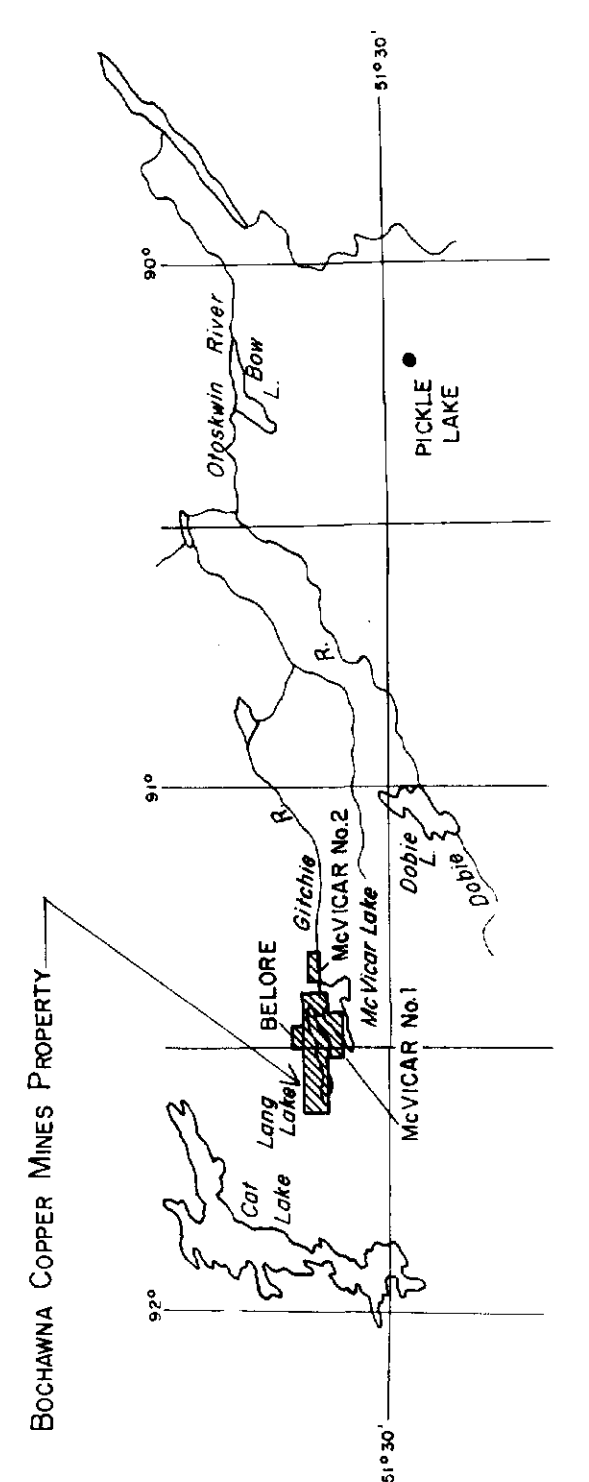 BOCHAWNA COPPER MINES PROPERTY
92°
91°
90°
51° 30'
51° 30'
Cat
Lake
Lang
Lake
BELORE
Gitchie
R.
McVICAR No.2
McVicar Lake
McVICAR No.1
Dobie
L.
Dobie
R.
Otoskwin River
Bow
L.
PICKLE
LAKE